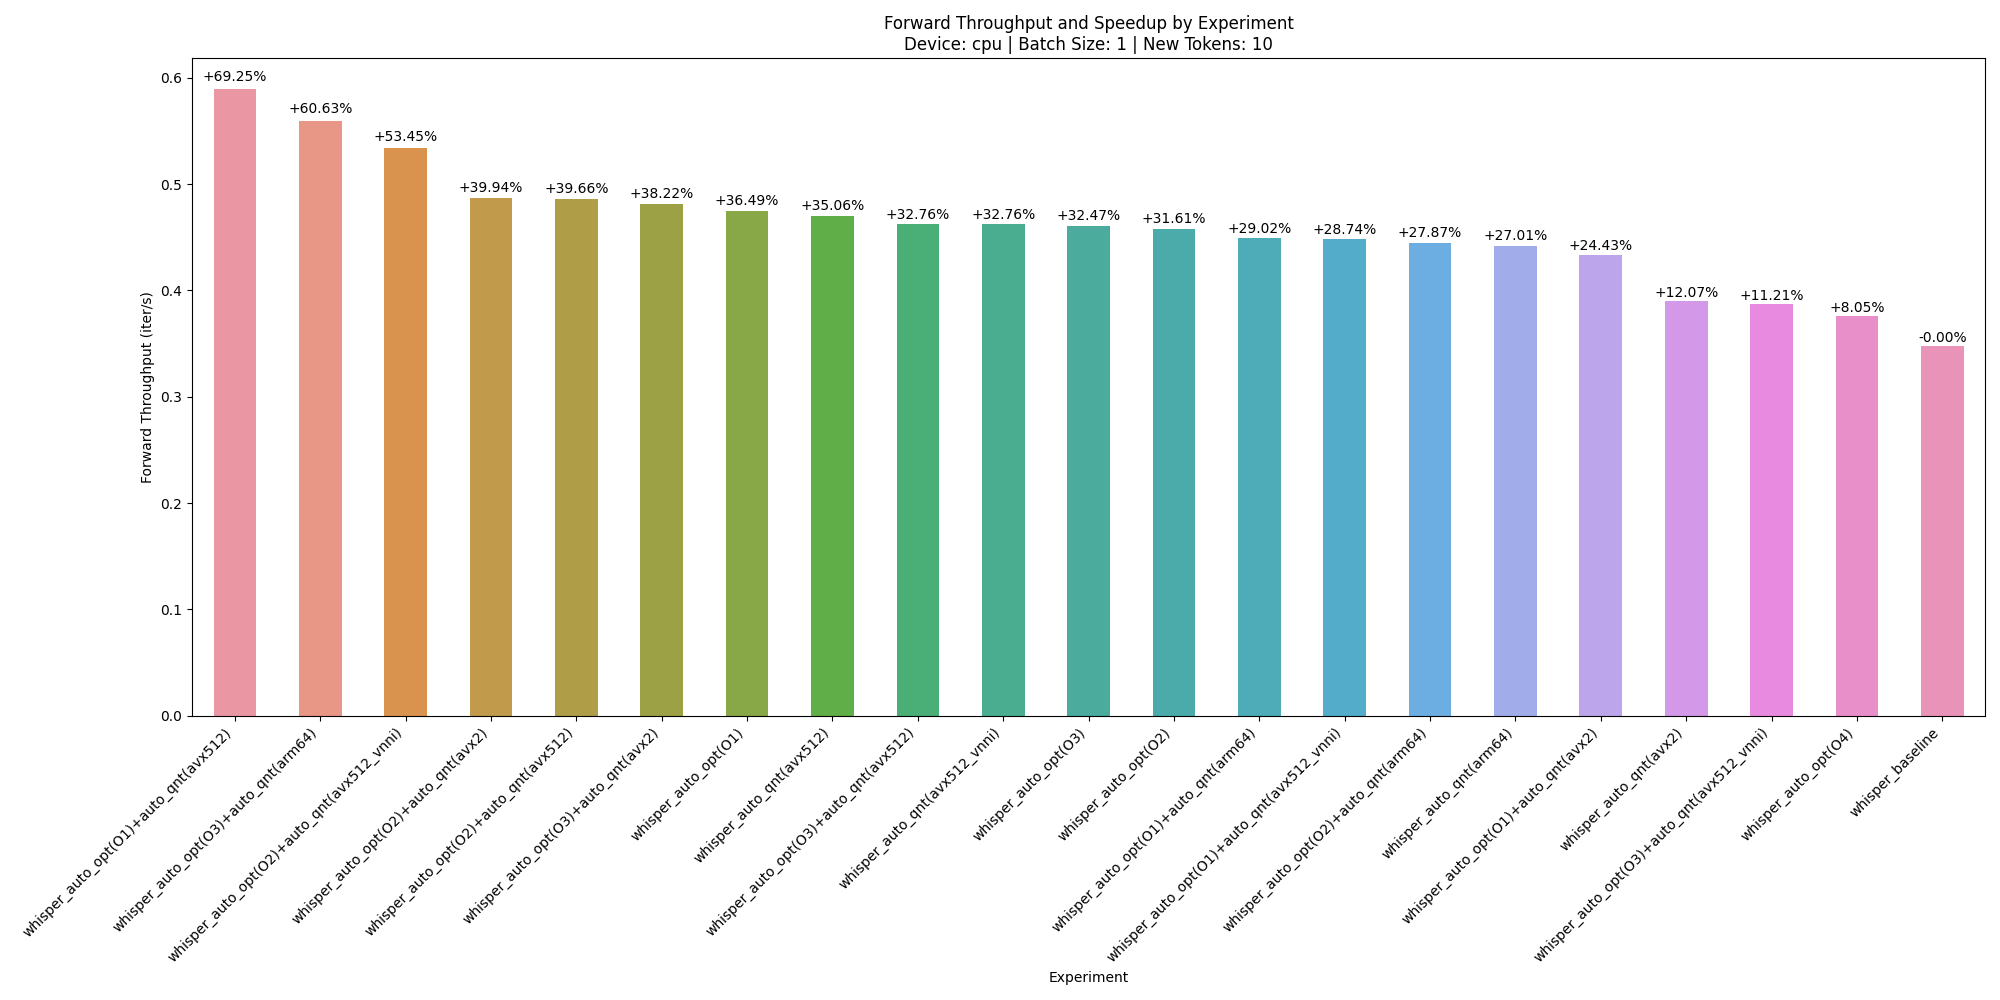 Forward Throughput and Speedup by Experiment
Device: cpu | Batch Size: 1 | New Tokens: 10
Forward Throughput (iter/s)
0.6
0.5
0.4
0.3
0.2
0.1
0.0
+69.25%
+60.63%
+53.45%
+39.94%
+39.66%
+38.22%
+36.49%
+35.06%
+32.76%
+32.76%
+32.47%
+31.61%
+29.02%
+28.74%
+27.87%
+27.01%
+24.43%
+12.07%
+11.21%
+8.05%
-0.00%
whisper_auto_opt(O1)+auto_qnt(avx512)
whisper_auto_opt(O3)+auto_qnt(arm64)
whisper_auto_opt(O2)+auto_qnt(avx512_vnni)
whisper_auto_opt(O2)+auto_qnt(avx2)
whisper_auto_opt(O2)+auto_qnt(avx512)
whisper_auto_opt(O3)+auto_qnt(avx2)
whisper_auto_opt(O1)
whisper_auto_qnt(avx512)
whisper_auto_opt(O3)+auto_qnt(avx512)
whisper_auto_qnt(avx512_vnni)
whisper_auto_opt(O3)
whisper_auto_opt(O2)
whisper_auto_opt(O1)+auto_qnt(arm64)
whisper_auto_opt(O1)+auto_qnt(avx512_vnni)
whisper_auto_opt(O2)+auto_qnt(arm64)
whisper_auto_qnt(arm64)
whisper_auto_opt(O1)+auto_qnt(avx2)
whisper_auto_qnt(avx2)
whisper_auto_opt(O3)+auto_qnt(avx512_vnni)
whisper_auto_opt(O4)
whisper_baseline
Experiment